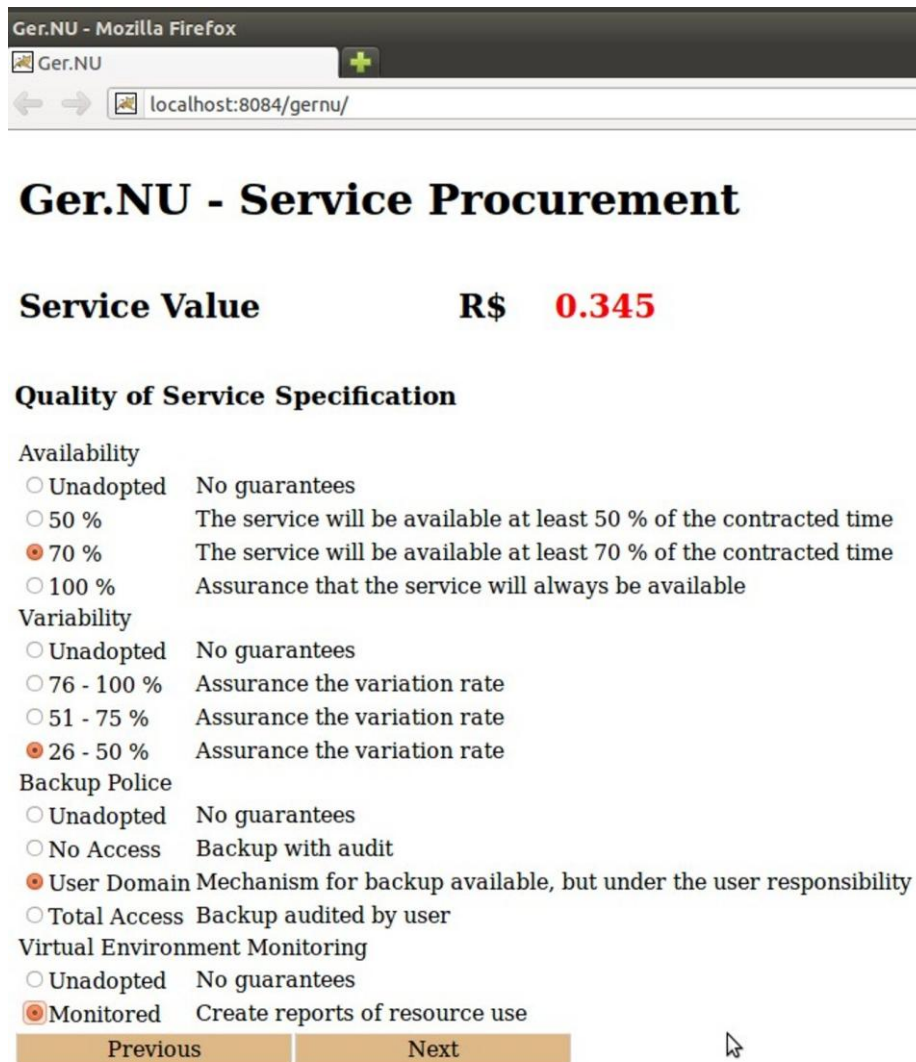 Ger.NU - Mozilla Firefox
Ger.NU
localhost:8084/gernu/
Ger.NU - Service Procurement
Service Value R$ 0.345
Quality of Service Specification
Availability
Unadopted No guarantees
50 % The service will be available at least 50 % of the contracted time
70 % The service will be available at least 70 % of the contracted time
100 % Assurance that the service will always be available
Variability
Unadopted No guarantees
76 - 100 % Assurance the variation rate
51 - 75 % Assurance the variation rate
26 - 50 % Assurance the variation rate
Backup Police
Unadopted No guarantees
No Access Backup with audit
User Domain Mechanism for backup available, but under the user responsibility
Total Access Backup audited by user
Virtual Environment Monitoring
Unadopted No guarantees
Monitored Create reports of resource use
Previous Next